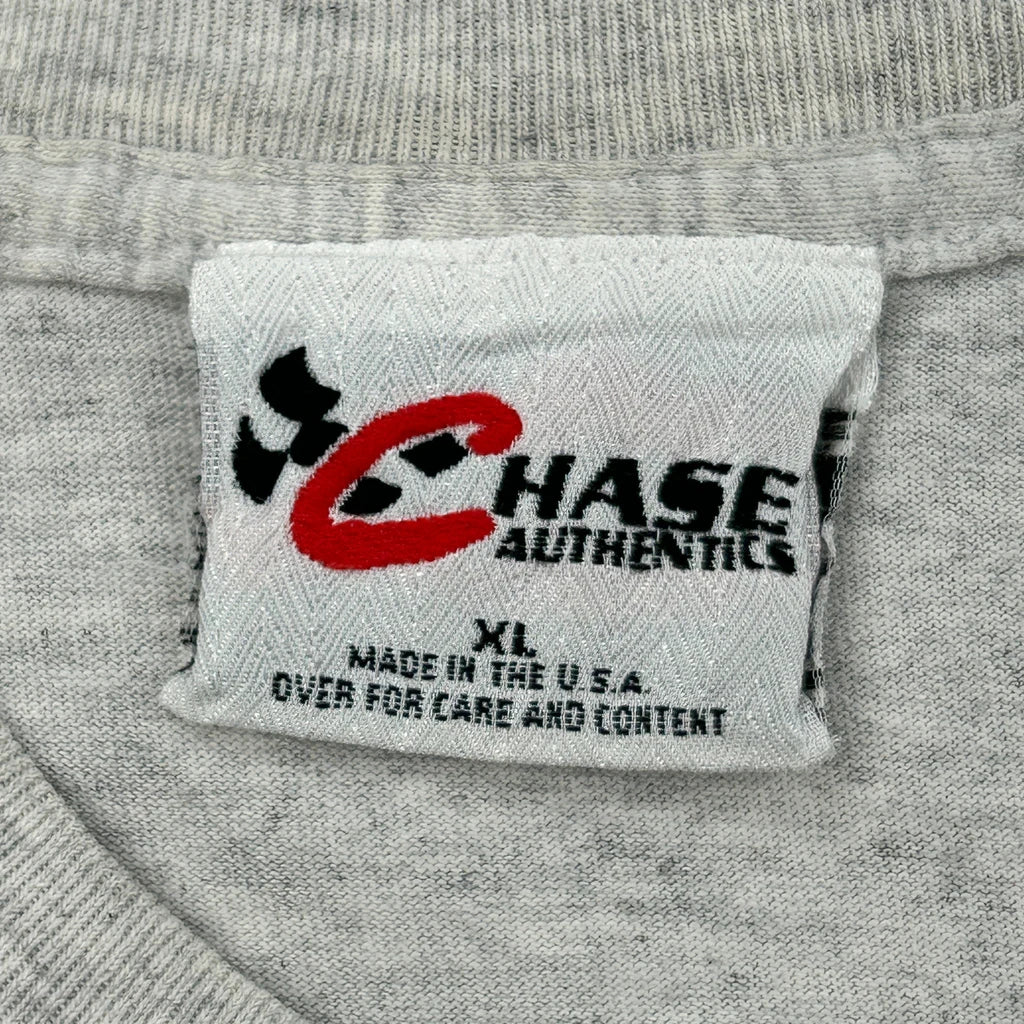 CHASE
AUTHENTICS
XL
MADE IN THE U.S.A.
OVER FOR CARE AND CONTENT